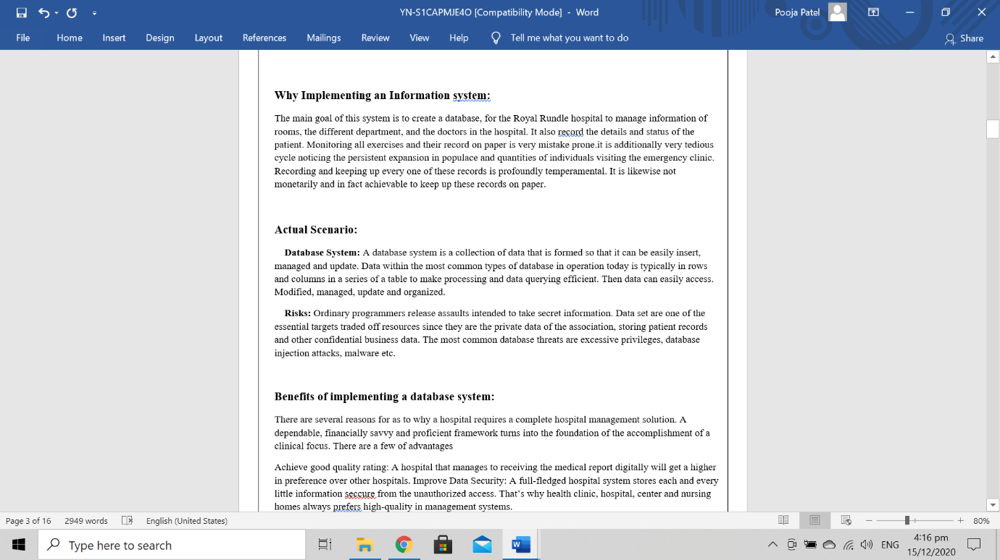 YN-S1CAPMJE4O [Compatibility Mode] - Word
Pooja Patel
File Home Insert Design Layout References Mailings Review View Help Tell me what you want to do Share
Why Implementing an Information system:
The main goal of this system is to create a database, for the Royal Rundle hospital to manage information of
rooms, the different department, and the doctors in the hospital. It also record the details and status of the
patient. Monitoring all exercises and their record on paper is very mistake prone.it is additionally very tedious
cycle noticing the persistent expansion in populace and quantities of individuals visiting the emergency clinic.
Recording and keeping up every one of these records is profoundly temperamental. It is likewise not
monetarily and in fact achievable to keep up these records on paper.
Actual Scenario:
Database System: A database system is a collection of data that is formed so that it can be easily insert,
managed and update. Data within the most common types of database in operation today is typically in rows
and columns in a series of a table to make processing and data querying efficient. Then data can easily access.
Modified, managed, update and organized.
Risks: Ordinary programmers release assaults intended to take secret information. Data set are one of the
essential targets traded off resources since they are the private data of the association, storing patient records
and other confidential business data. The most common database threats are excessive privileges, database
injection attacks, malware etc.
Benefits of implementing a database system:
There are several reasons for as to why a hospital requires a complete hospital management solution. A
dependable, financially savvy and proficient framework turns into the foundation of the accomplishment of a
clinical focus. There are a few of advantages
Achieve good quality rating: A hospital that manages to receiving the medical report digitally will get a higher
in preference over other hospitals. Improve Data Security: A full-fledged hospital system stores each and every
little information seccure from the unauthorized access. That's why health clinic, hospital, center and nursing
homes always prefers high-quality in management systems.
Page 3 of 16 2949 words English (United States) 80%
Type here to search
ENG
4:16 pm
15/12/2020